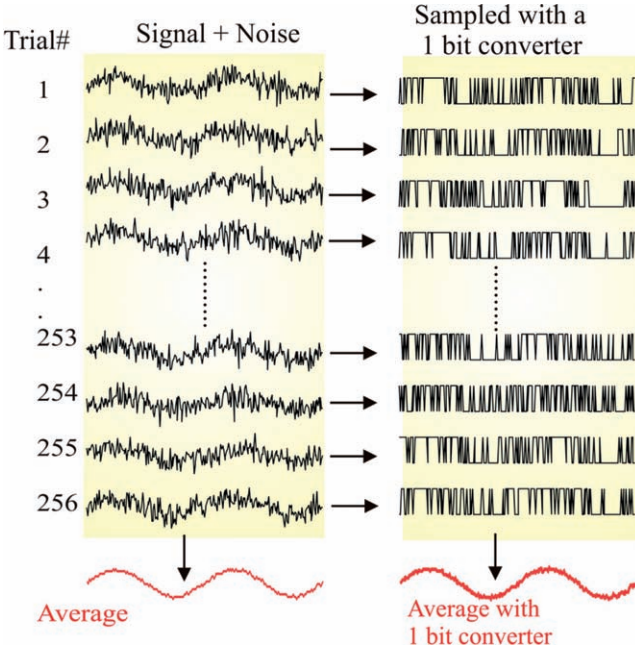 Trial#
Signal + Noise
Sampled with a
1 bit converter
1
2
3
4
.
.
253
254
255
256
Average
Average with
1 bit converter